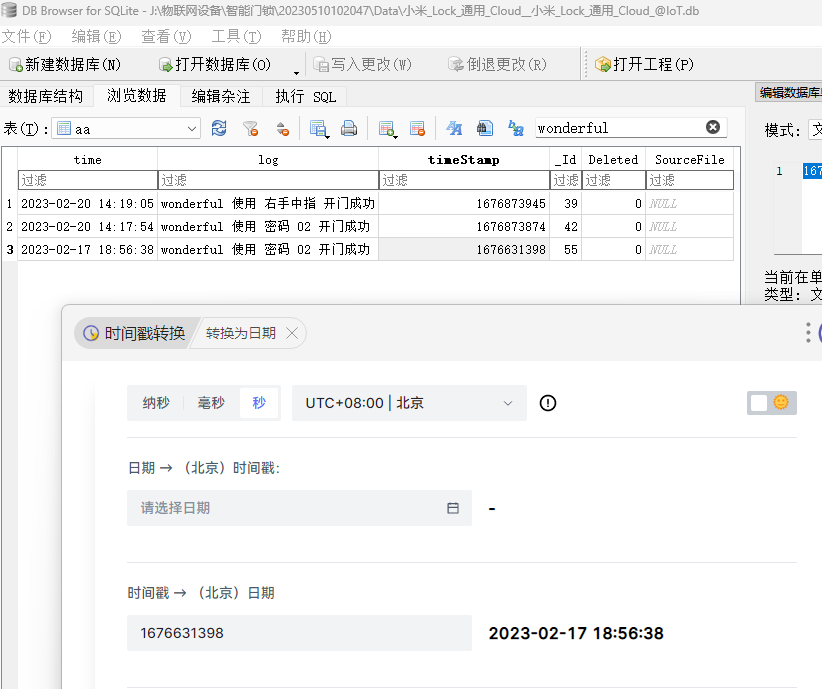 DB Browser for SQLite - J:\物联网设备\智能门锁\20230510102047\Data\小米_Lock_通用_Cloud__小米_Lock_通用_Cloud_@IoT.db
文件(F) 编辑(E) 查看(V) 工具(T) 帮助(H)
新建数据库(N) 打开数据库(O) 写入更改(W) 倒退更改(R) 打开工程(P)
数据库结构 浏览数据 编辑杂注 执行 SQL 编辑数据库
表(T): aa wonderful 模式:
time log timeStamp _Id Deleted SourceFile
过滤 过滤 过滤 过滤 过滤 过滤 1 167
1 2023-02-20 14:19:05 wonderful 使用 右手中指 开门成功 1676873945 39 0 NULL
2 2023-02-20 14:17:54 wonderful 使用 密码 02 开门成功 1676873874 42 0 NULL
3 2023-02-17 18:56:38 wonderful 使用 密码 02 开门成功 1676631398 55 0 NULL
当前在单
类型: 文
时间戳转换 转换为日期
纳秒 毫秒 秒 UTC+08:00 | 北京
日期 → （北京）时间戳:
请选择日期 -
时间戳 → （北京）日期
1676631398 2023-02-17 18:56:38